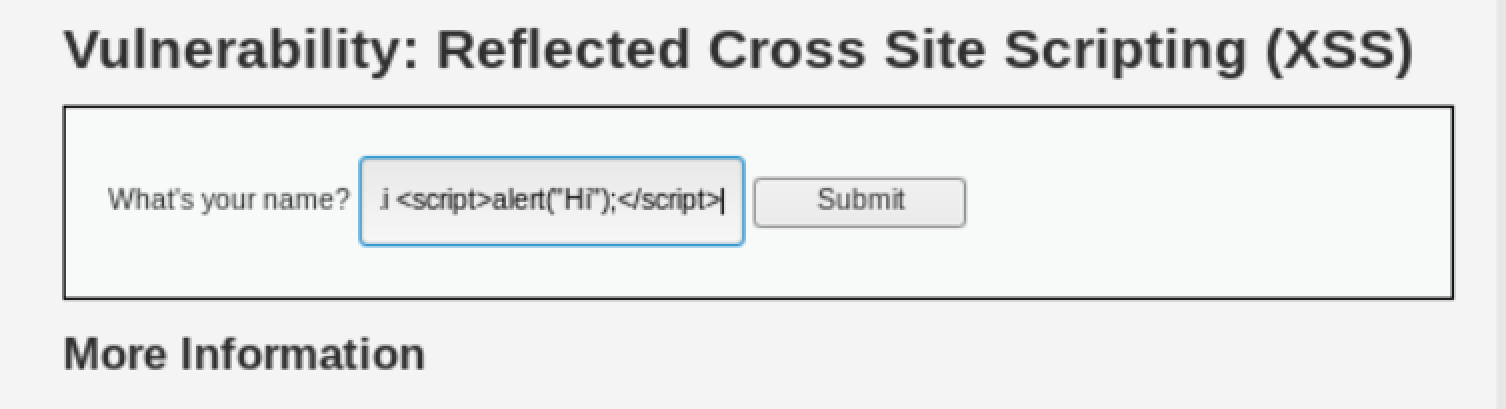 Vulnerability: Reflected Cross Site Scripting (XSS)
What's your name? <script>alert("Hi");</script> Submit
More Information